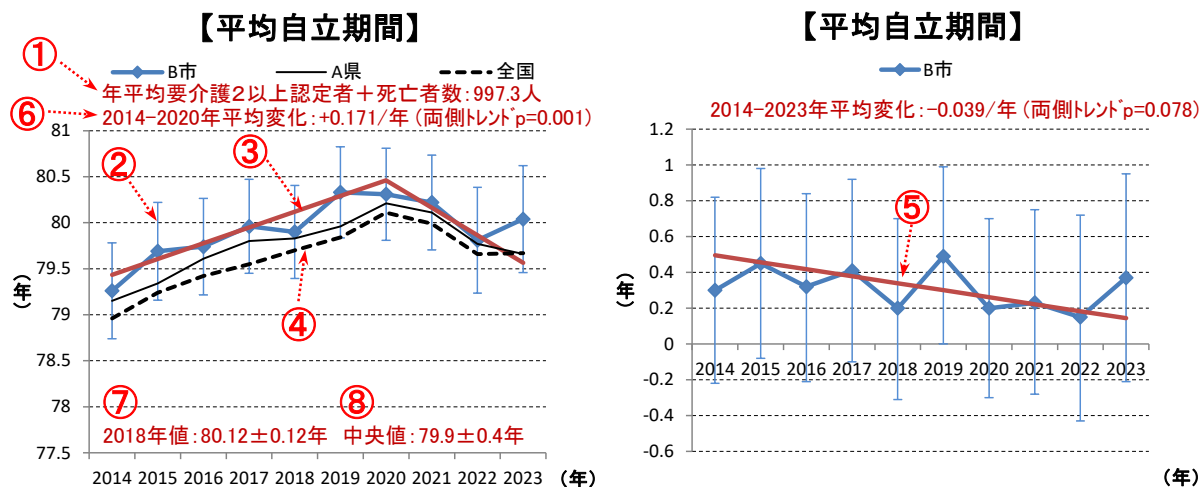 【平均自立期間】
① B市 A県 全国
年平均要介護2以上認定者+死亡者数:997.3人
⑥ 2014-2020年平均変化:+0.171/年(両側トレンドp=0.001)
81
80.5
80
79.5
79
78.5
78
77.5
(年)
②
③
④
⑦
⑧
2018年値:80.12±0.12年 中央値:79.9±0.4年
2014 2015 2016 2017 2018 2019 2020 2021 2022 2023 (年)
【平均自立期間】
B市
2014-2023年平均変化:-0.039/年(両側トレンドp=0.078)
1.2
1
0.8
0.6
0.4
0.2
0
-0.2
-0.4
-0.6
(年)
⑤
2014 2015 2016 2017 2018 2019 2020 2021 2022 2023
(年)